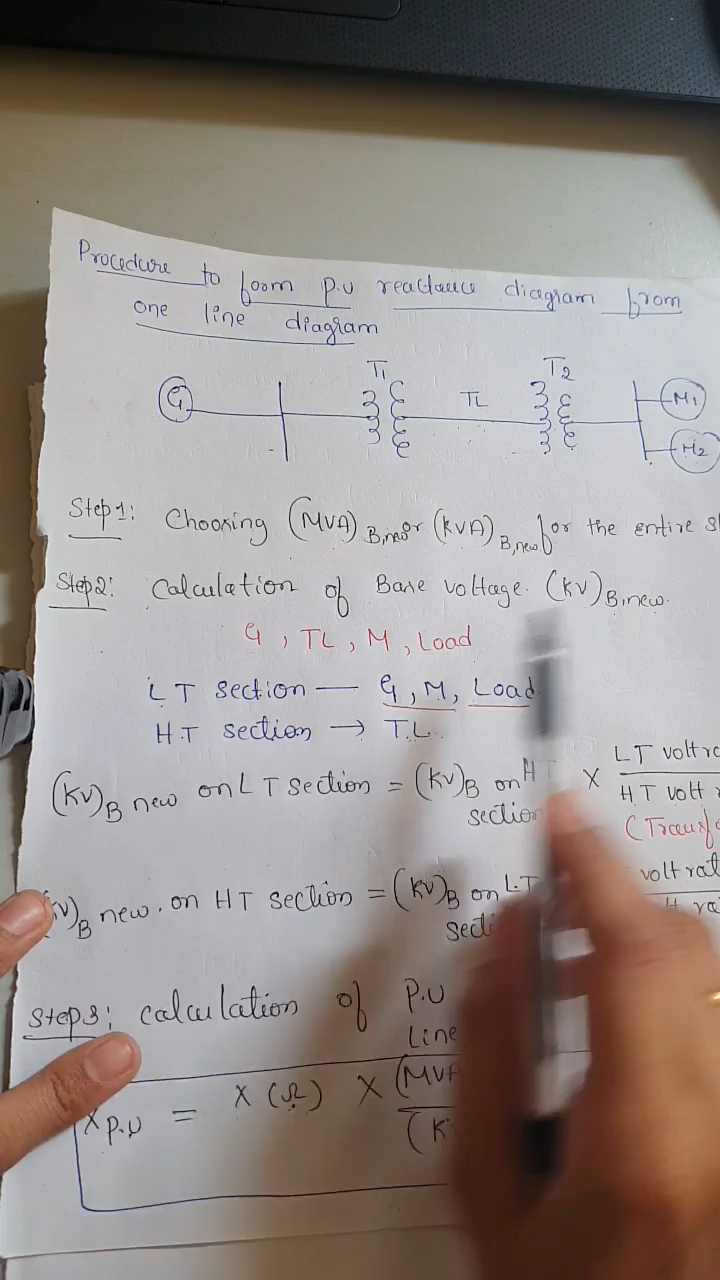 Procedure to form p.u reactance diagram from
one line diagram
G T1 TL T2 M1
M2
Step1: Choosing (MVA)B,new or (KVA)B,new for the entire
Step2: Calculation of Base voltage. (KV)B,new.
G, TL, M, Load
LT section — G, M, Load
HT section → T.L.
(KV)B new on LT section = (KV)B on HT section × LT volt
HT volt
(KV)B new. on HT section = (KV)B on LT volt
Step3: calculation of P.U
Line
Xp.u = X(Ω) × (MVA
(K